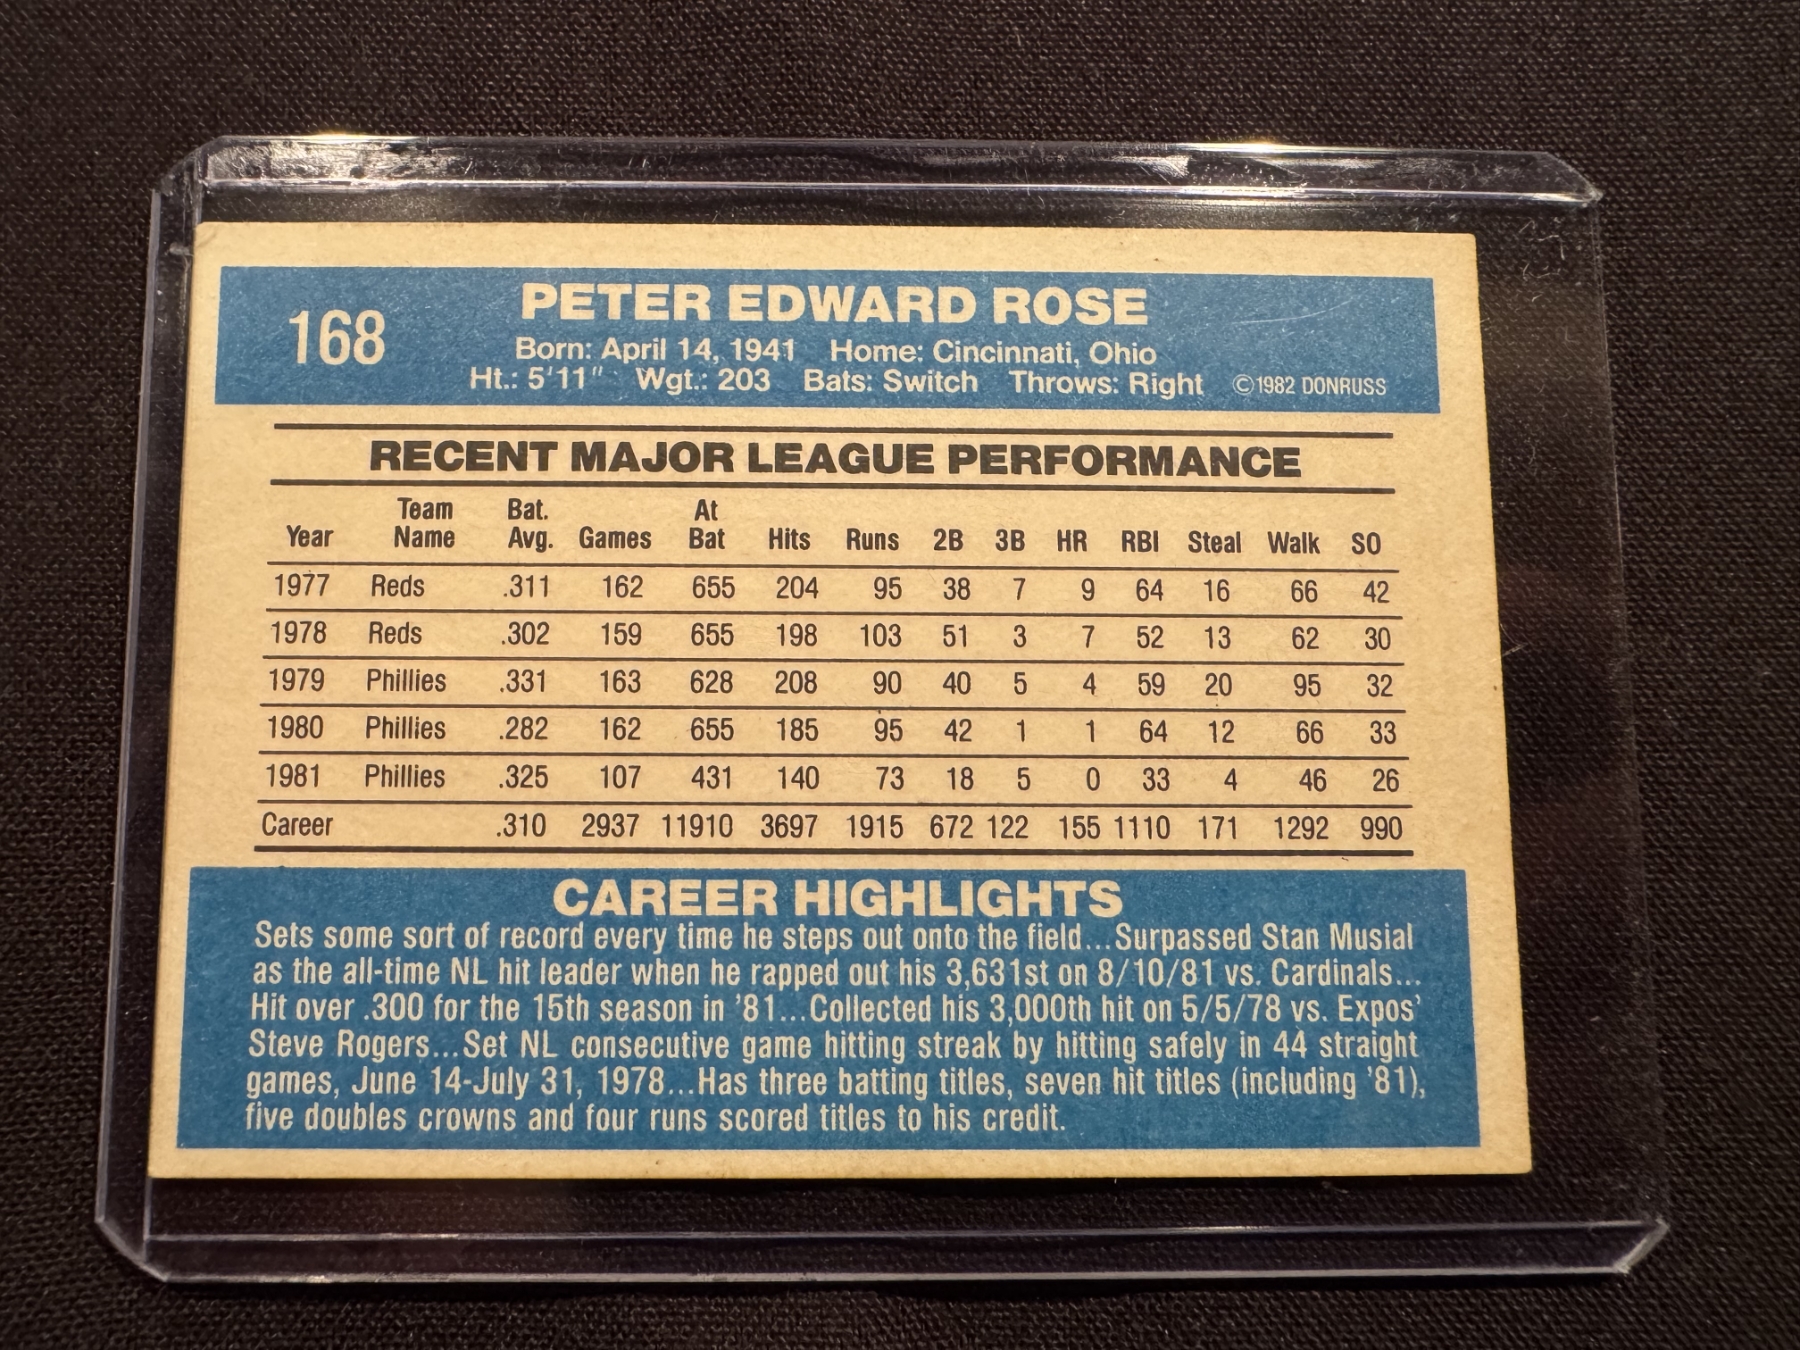 168
PETER EDWARD ROSE
Born: April 14, 1941 Home: Cincinnati, Ohio
Ht.: 5'11" Wgt.: 203 Bats: Switch Throws: Right ©1982 DONRUSS
RECENT MAJOR LEAGUE PERFORMANCE
Year Team Name Bat. Avg. Games At Bat Hits Runs 2B 3B HR RBI Steal Walk SO
1977 Reds .311 162 655 204 95 38 7 9 64 16 66 42
1978 Reds .302 159 655 198 103 51 3 7 52 13 62 30
1979 Phillies .331 163 628 208 90 40 5 4 59 20 95 32
1980 Phillies .282 162 655 185 95 42 1 1 64 12 66 33
1981 Phillies .325 107 431 140 73 18 5 0 33 4 46 26
Career .310 2937 11910 3697 1915 672 122 155 1110 171 1292 990
CAREER HIGHLIGHTS
Sets some sort of record every time he steps out onto the field...Surpassed Stan Musial
as the all-time NL hit leader when he rapped out his 3,631st on 8/10/81 vs. Cardinals...
Hit over .300 for the 15th season in '81...Collected his 3,000th hit on 5/5/78 vs. Expos'
Steve Rogers...Set NL consecutive game hitting streak by hitting safely in 44 straight
games, June 14-July 31, 1978...Has three batting titles, seven hit titles (including '81),
five doubles crowns and four runs scored titles to his credit.